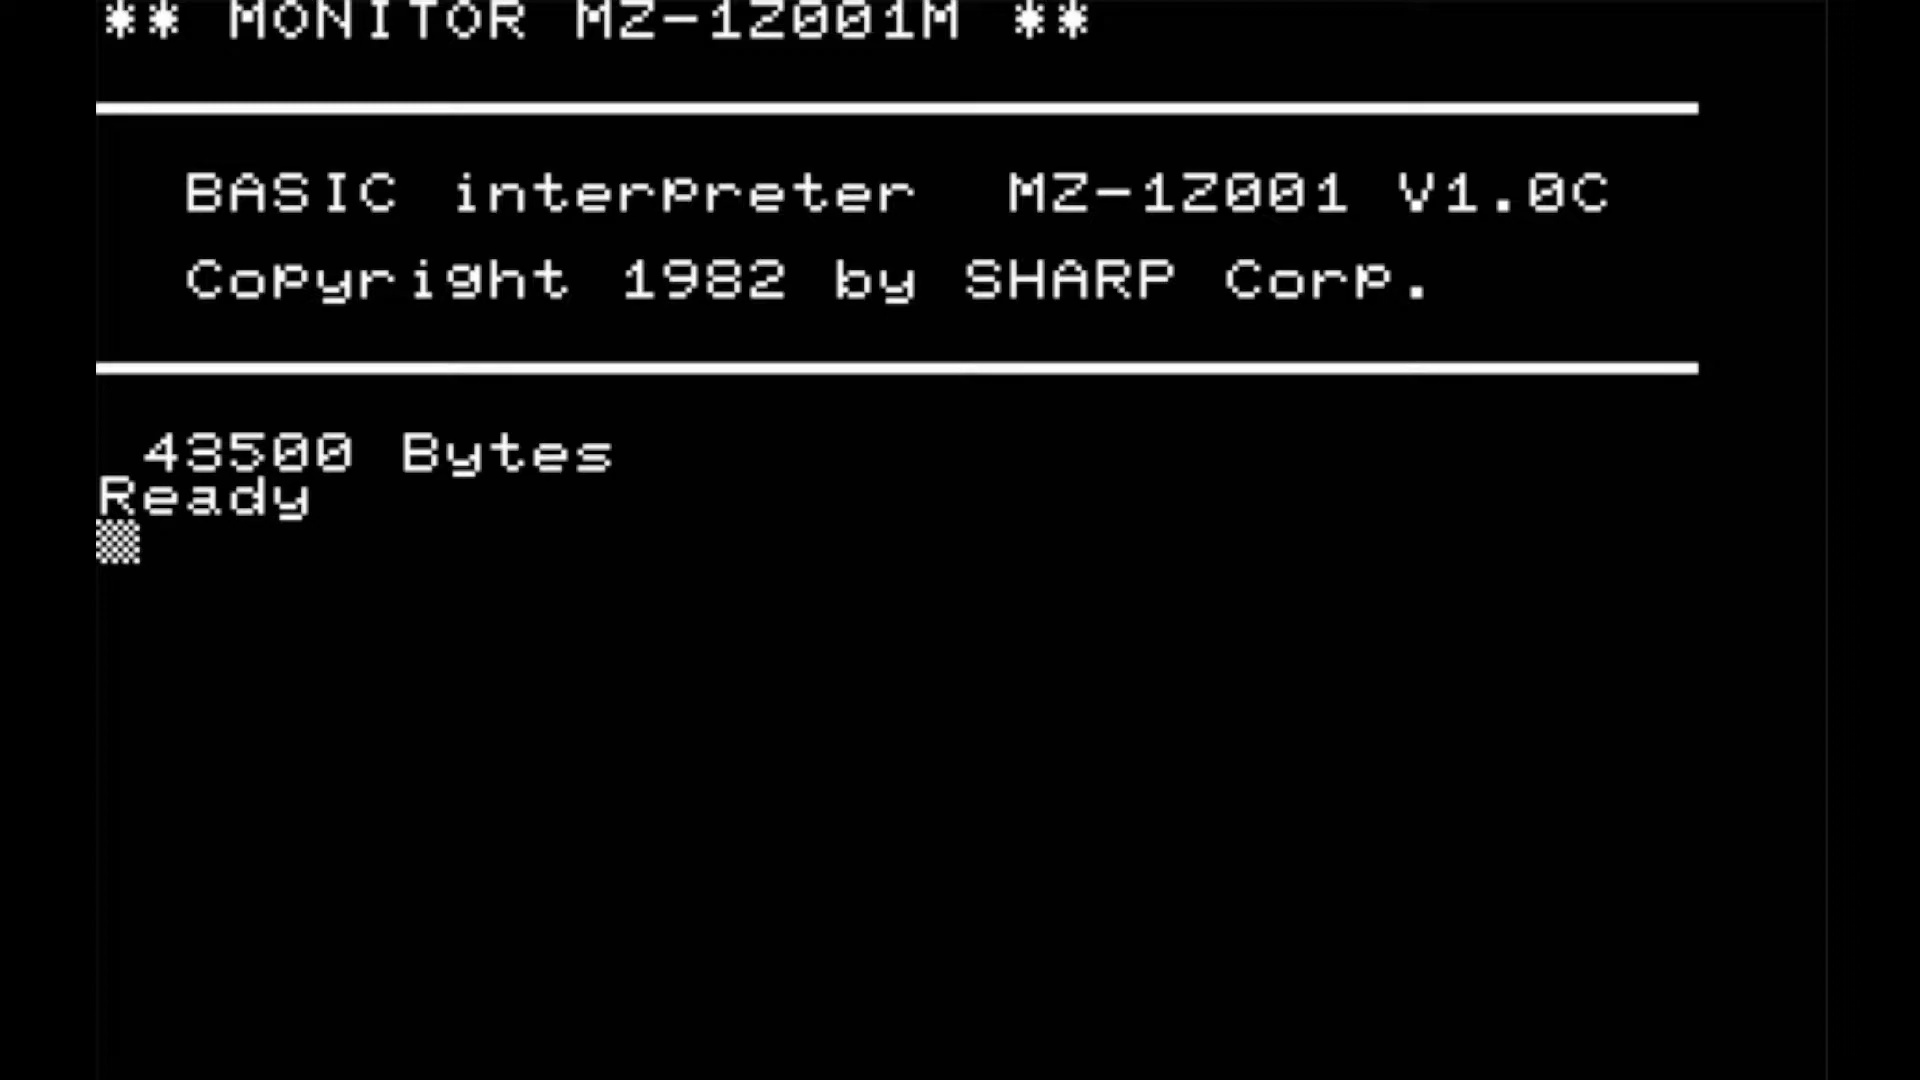 ** MONITOR MZ-1Z001M **
BASIC interpreter MZ-1Z001 V1.0C
Copyright 1982 by SHARP Corp.
43500 Bytes
Ready